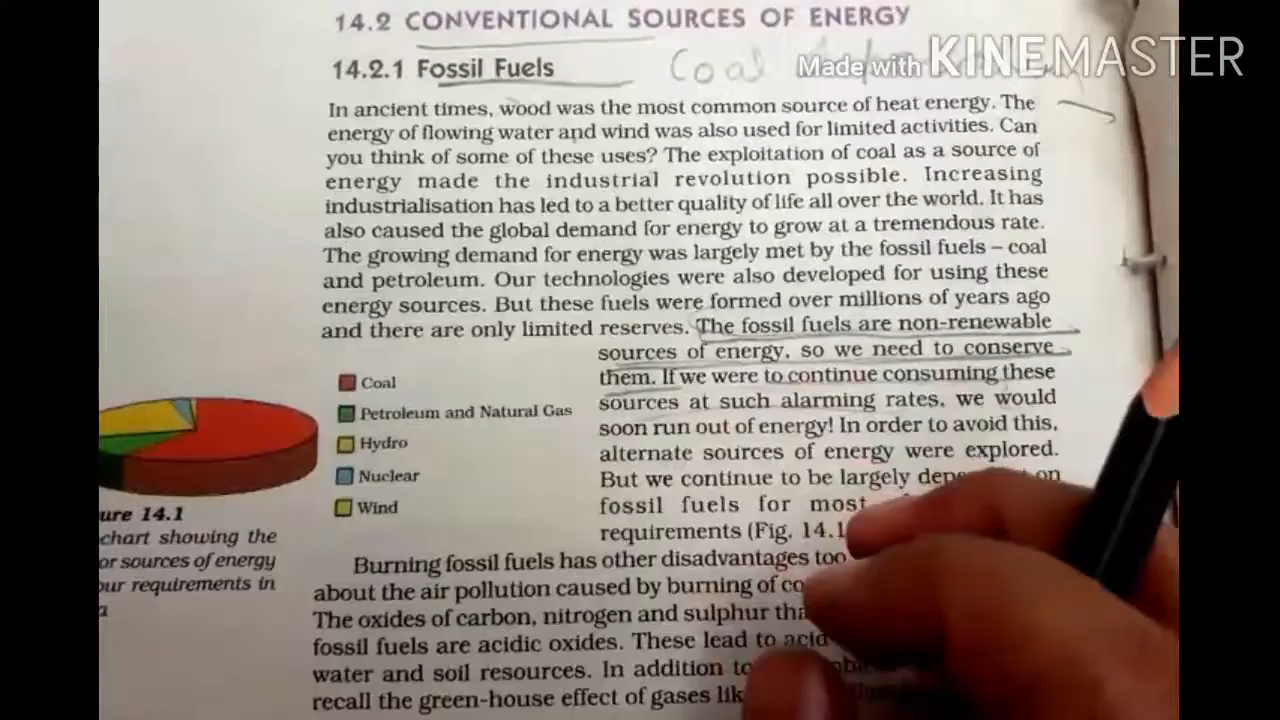 14.2 CONVENTIONAL SOURCES OF ENERGY
14.2.1 Fossil Fuels
Coal
Made with KINEMASTER
In ancient times, wood was the most common source of heat energy. The
energy of flowing water and wind was also used for limited activities. Can
you think of some of these uses? The exploitation of coal as a source of
energy made the industrial revolution possible. Increasing
industrialisation has led to a better quality of life all over the world. It has
also caused the global demand for energy to grow at a tremendous rate.
The growing demand for energy was largely met by the fossil fuels – coal
and petroleum. Our technologies were also developed for using these
energy sources. But these fuels were formed over millions of years ago
and there are only limited reserves. The fossil fuels are non-renewable
sources of energy, so we need to conserve
them. If we were to continue consuming these
sources at such alarming rates, we would
soon run out of energy! In order to avoid this,
alternate sources of energy were explored.
But we continue to be largely on
fossil fuels for most
requirements (Fig. 14.1
Coal
Petroleum and Natural Gas
Hydro
Nuclear
Wind
ure 14.1
chart showing the
or sources of energy
our requirements in
a
Burning fossil fuels has other disadvantages too
about the air pollution caused by burning of co
The oxides of carbon, nitrogen and sulphur tha
fossil fuels are acidic oxides. These lead to acid
water and soil resources. In addition to
recall the green-house effect of gases lik